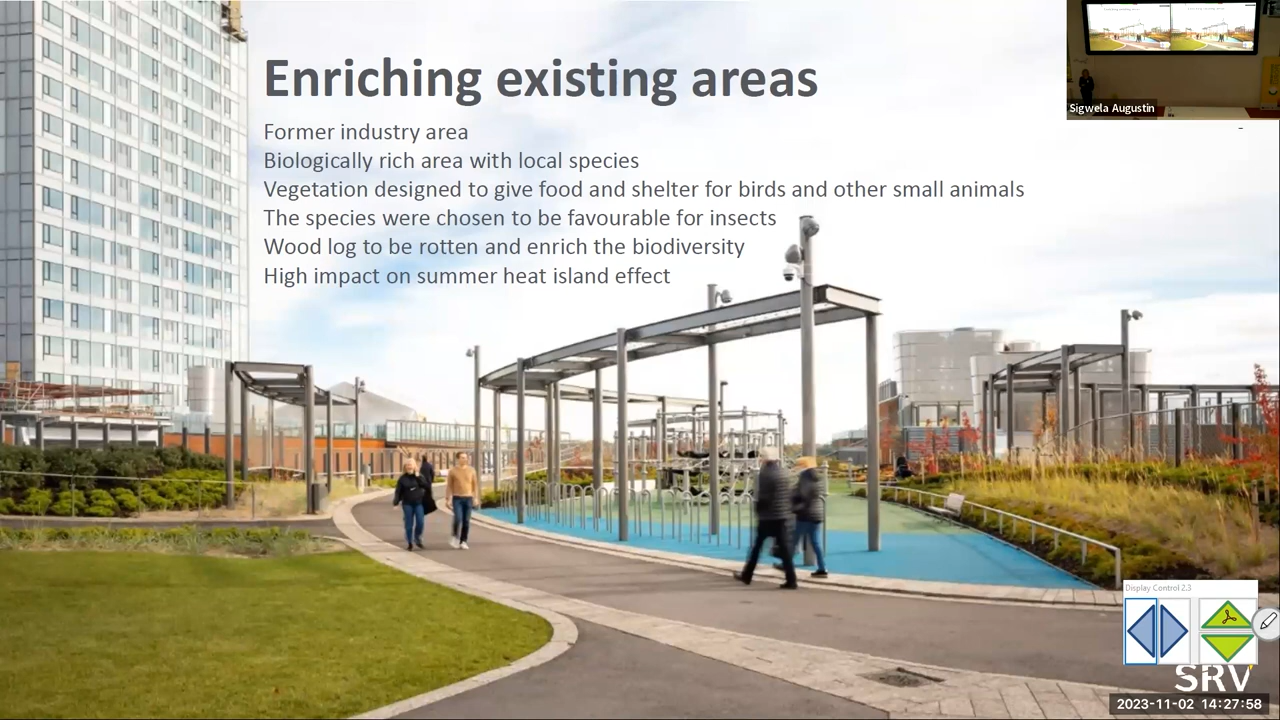 Enriching existing areas
Former industry area
Biologically rich area with local species
Vegetation designed to give food and shelter for birds and other small animals
The species were chosen to be favourable for insects
Wood log to be rotten and enrich the biodiversity
High impact on summer heat island effect
Sigwela Augustin
Display Control 2.3
SRV
2023-11-02 14:27:58